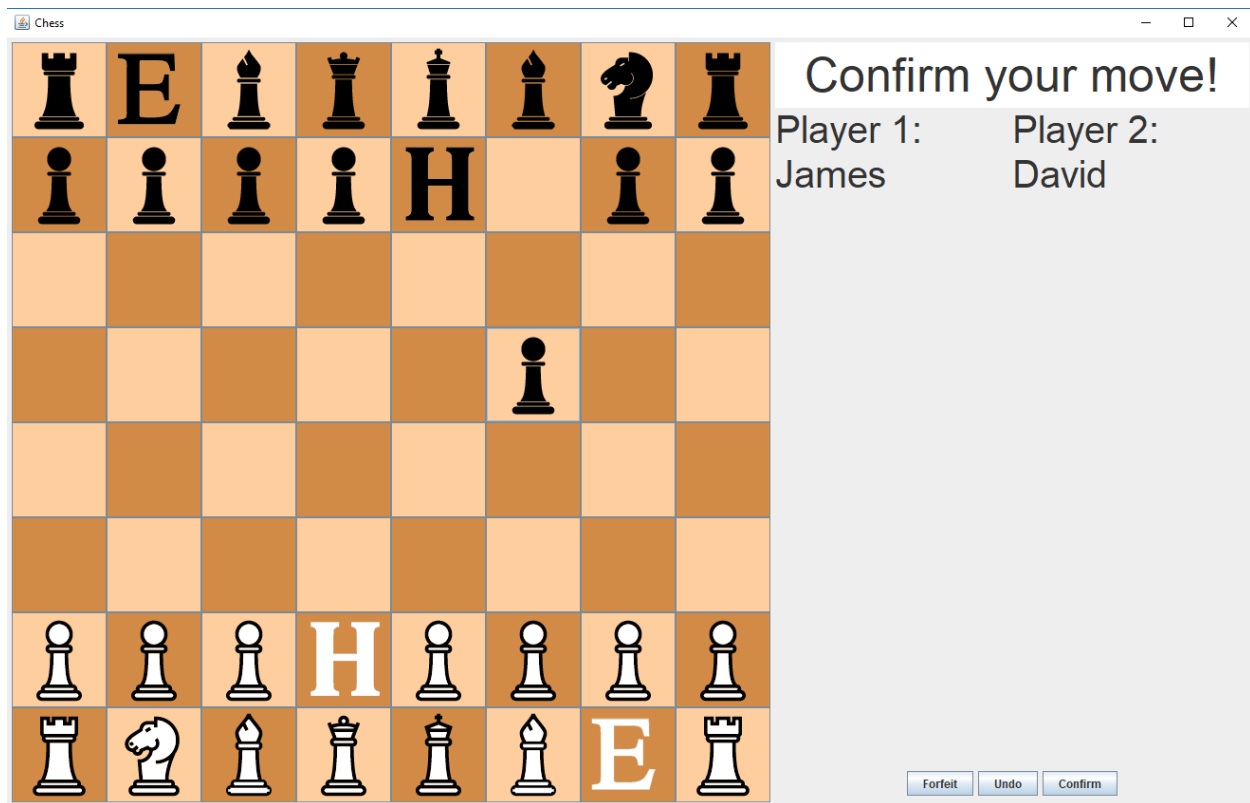 Chess
E
Confirm your move!
Player 1: Player 2:
James David
H
H
E
Forfeit Undo Confirm